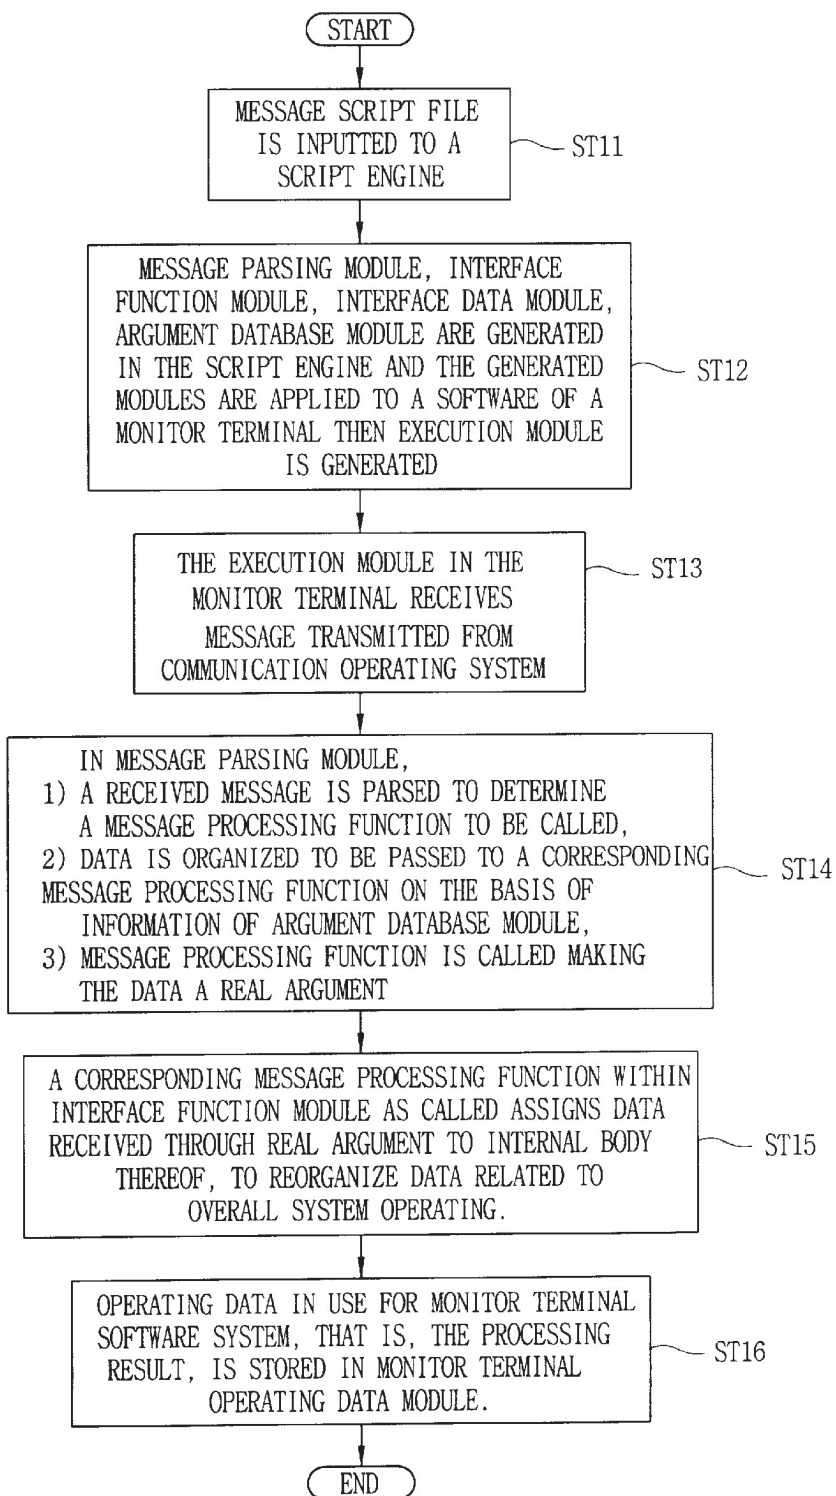 START
MESSAGE SCRIPT FILE
IS INPUTTED TO A
SCRIPT ENGINE
ST11
MESSAGE PARSING MODULE, INTERFACE
FUNCTION MODULE, INTERFACE DATA MODULE,
ARGUMENT DATABASE MODULE ARE GENERATED
IN THE SCRIPT ENGINE AND THE GENERATED
MODULES ARE APPLIED TO A SOFTWARE OF A
MONITOR TERMINAL THEN EXECUTION MODULE
IS GENERATED
ST12
THE EXECUTION MODULE IN THE
MONITOR TERMINAL RECEIVES
MESSAGE TRANSMITTED FROM
COMMUNICATION OPERATING SYSTEM
ST13
IN MESSAGE PARSING MODULE,
1) A RECEIVED MESSAGE IS PARSED TO DETERMINE
A MESSAGE PROCESSING FUNCTION TO BE CALLED,
2) DATA IS ORGANIZED TO BE PASSED TO A CORRESPONDING
MESSAGE PROCESSING FUNCTION ON THE BASIS OF
INFORMATION OF ARGUMENT DATABASE MODULE,
3) MESSAGE PROCESSING FUNCTION IS CALLED MAKING
THE DATA A REAL ARGUMENT
ST14
A CORRESPONDING MESSAGE PROCESSING FUNCTION WITHIN
INTERFACE FUNCTION MODULE AS CALLED ASSIGNS DATA
RECEIVED THROUGH REAL ARGUMENT TO INTERNAL BODY
THEREOF, TO REORGANIZE DATA RELATED TO
OVERALL SYSTEM OPERATING.
ST15
OPERATING DATA IN USE FOR MONITOR TERMINAL
SOFTWARE SYSTEM, THAT IS, THE PROCESSING
RESULT, IS STORED IN MONITOR TERMINAL
OPERATING DATA MODULE.
ST16
END